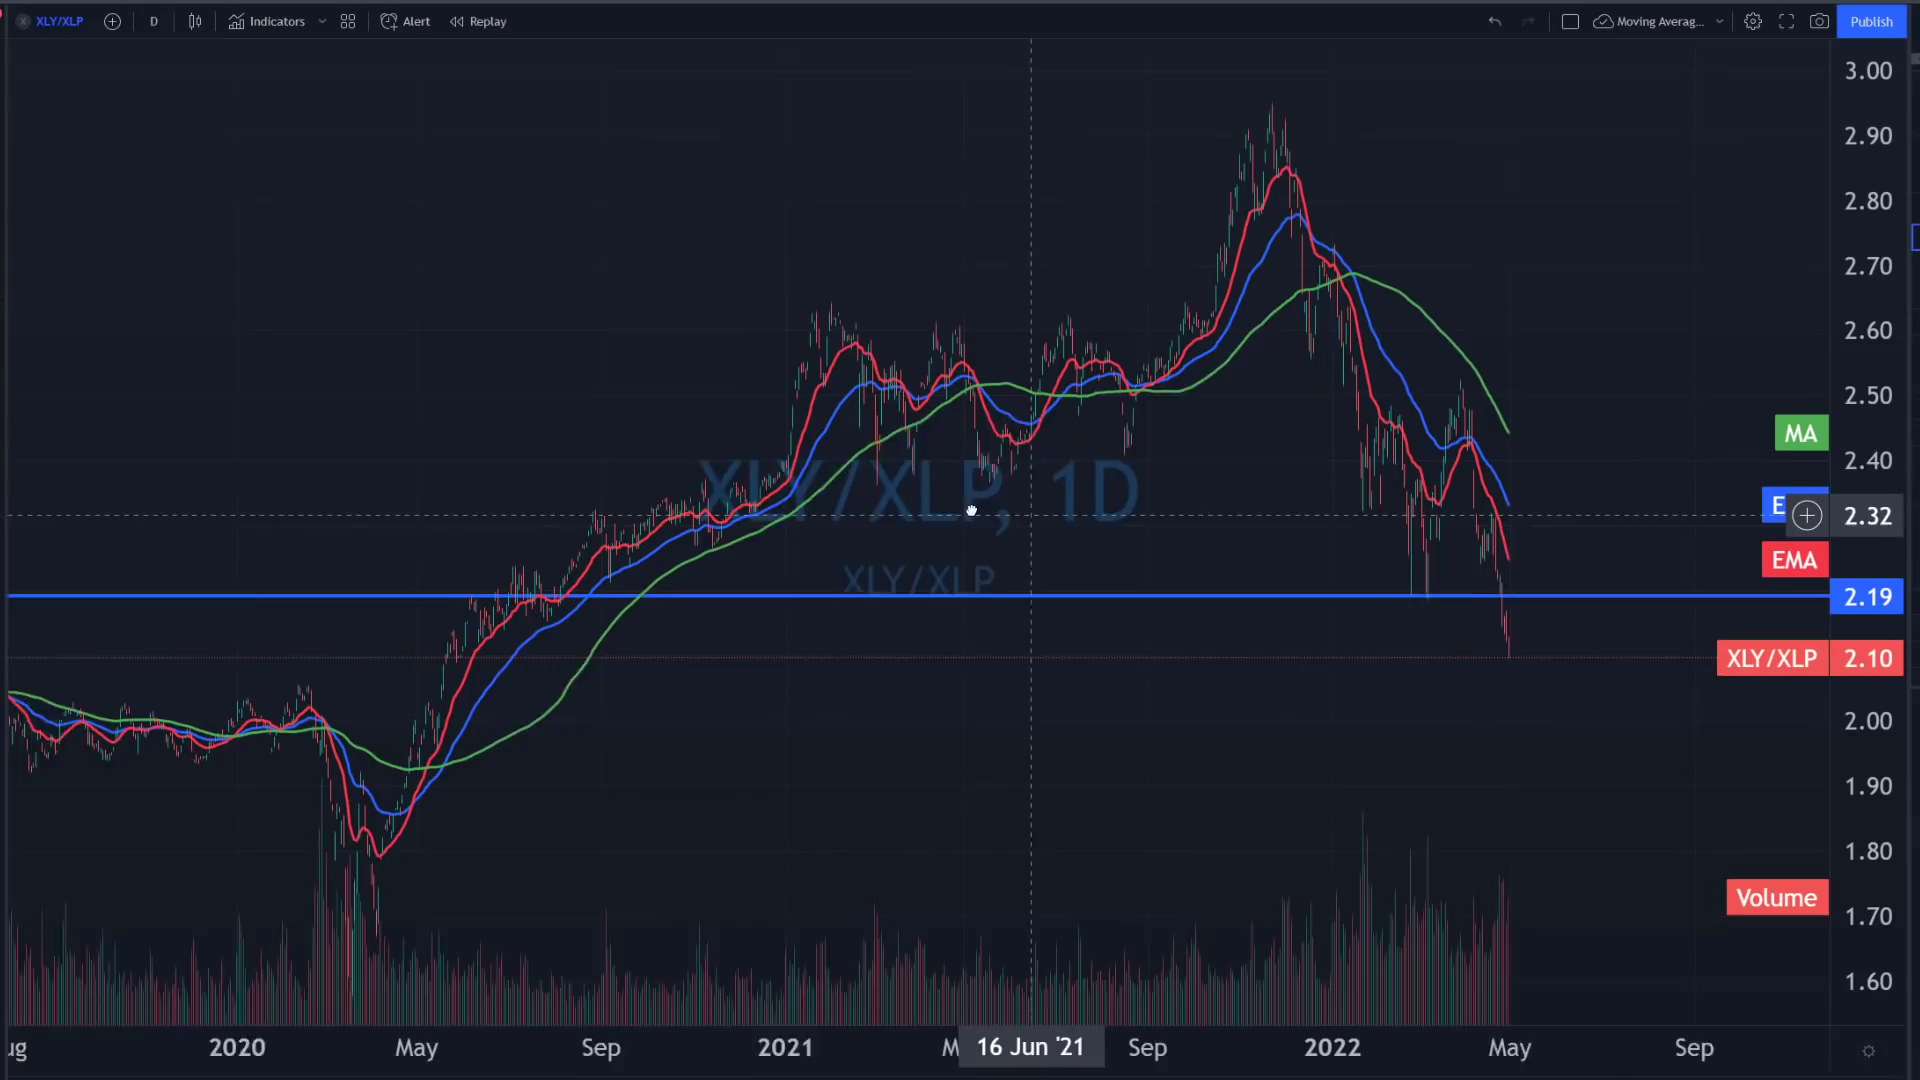 XLY/XLP D Indicators Alert Replay Moving Averag... Publish
3.00
2.90
2.80
2.70
2.60
2.50
MA
2.40
XLY/XLP, 1D
E 2.32
EMA
XLY/XLP
2.19
XLY/XLP 2.10
2.00
1.90
1.80
Volume
1.70
1.60
ug 2020 May Sep 2021 M 16 Jun '21 Sep 2022 May Sep